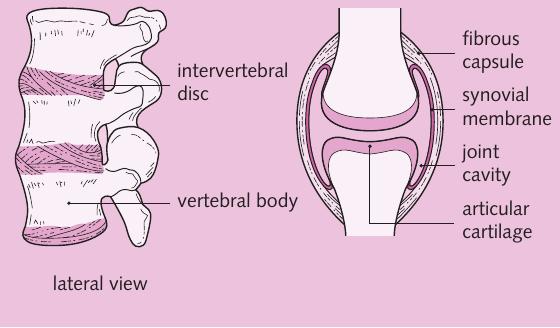 intervertebral
disc
vertebral body
lateral view
fibrous
capsule
synovial
membrane
joint
cavity
articular
cartilage